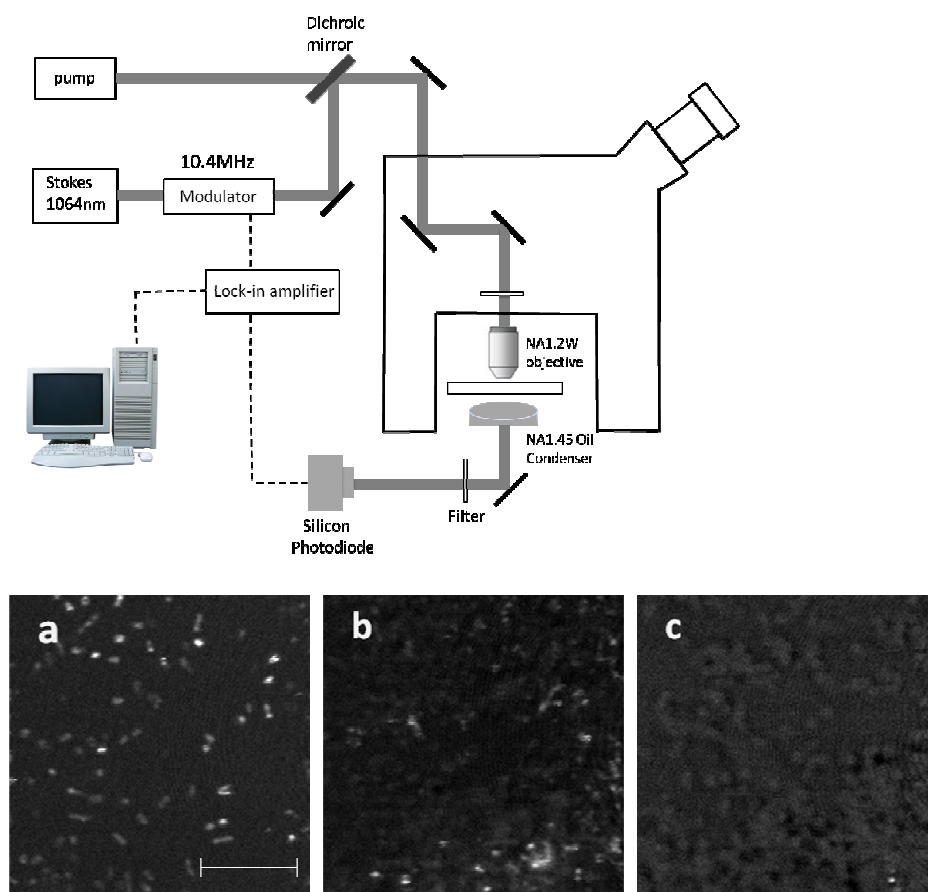 Dichroic
mirror
pump
10.4MHz
Stokes
1064nm
Modulator
Lock-in amplifier
NA1.2W
objective
NA1.45 Oil
Condenser
Filter
Silicon
Photodiode
a
b
c